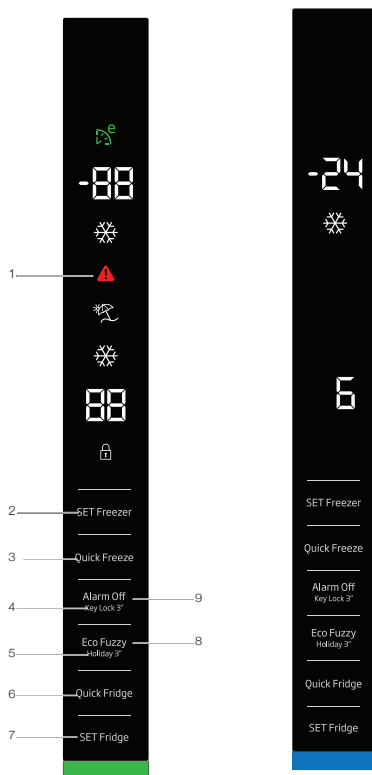 e
-88
1
88
2
SET Freezer
3
Quick Freeze
Alarm Off
9
4
Key Lock 3"
Eco Fuzzy
8
5
Holiday 3"
6
Quick Fridge
7
SET Fridge
-24
6
SET Freezer
Quick Freeze
Alarm Off
Key Lock 3"
Eco Fuzzy
Holiday 3"
Quick Fridge
SET Fridge